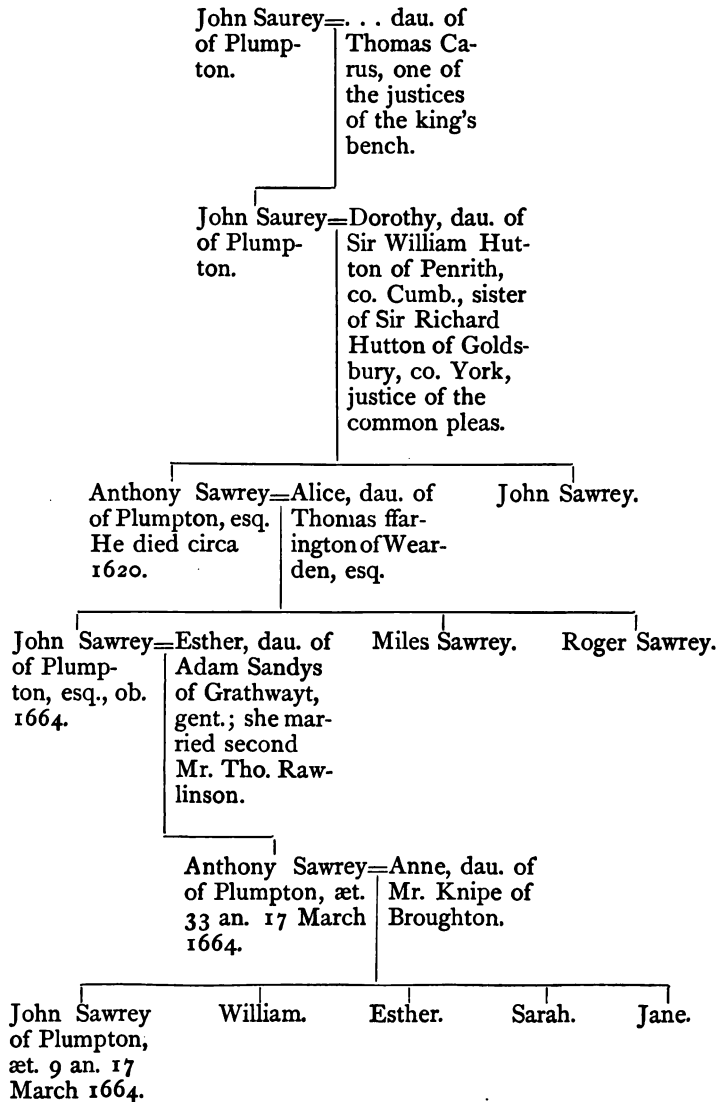 John Saurey=. . . dau. of
of Plump- Thomas Ca-
ton. rus, one of
the justices
of the king's
bench.
John Saurey=Dorothy, dau. of
of Plump- Sir William Hut-
ton. ton of Penrith,
co. Cumb., sister
of Sir Richard
Hutton of Golds-
bury, co. York,
justice of the
common pleas.
Anthony Sawrey=Alice, dau. of John Sawrey.
of Plumpton, esq. Thomas ffar-
He died circa ington of Wear-
1620. den, esq.
John Sawrey=Esther, dau. of Miles Sawrey. Roger Sawrey.
of Plump- Adam Sandys
ton, esq., ob. of Grathwayt,
1664. gent.; she mar-
ried second
Mr. Tho. Raw-
linson.
Anthony Sawrey=Anne, dau. of
of Plumpton, æt. Mr. Knipe of
33 an. 17 March Broughton.
1664.
John Sawrey William. Esther. Sarah. Jane.
of Plumpton,
æt. 9 an. 17
March 1664.